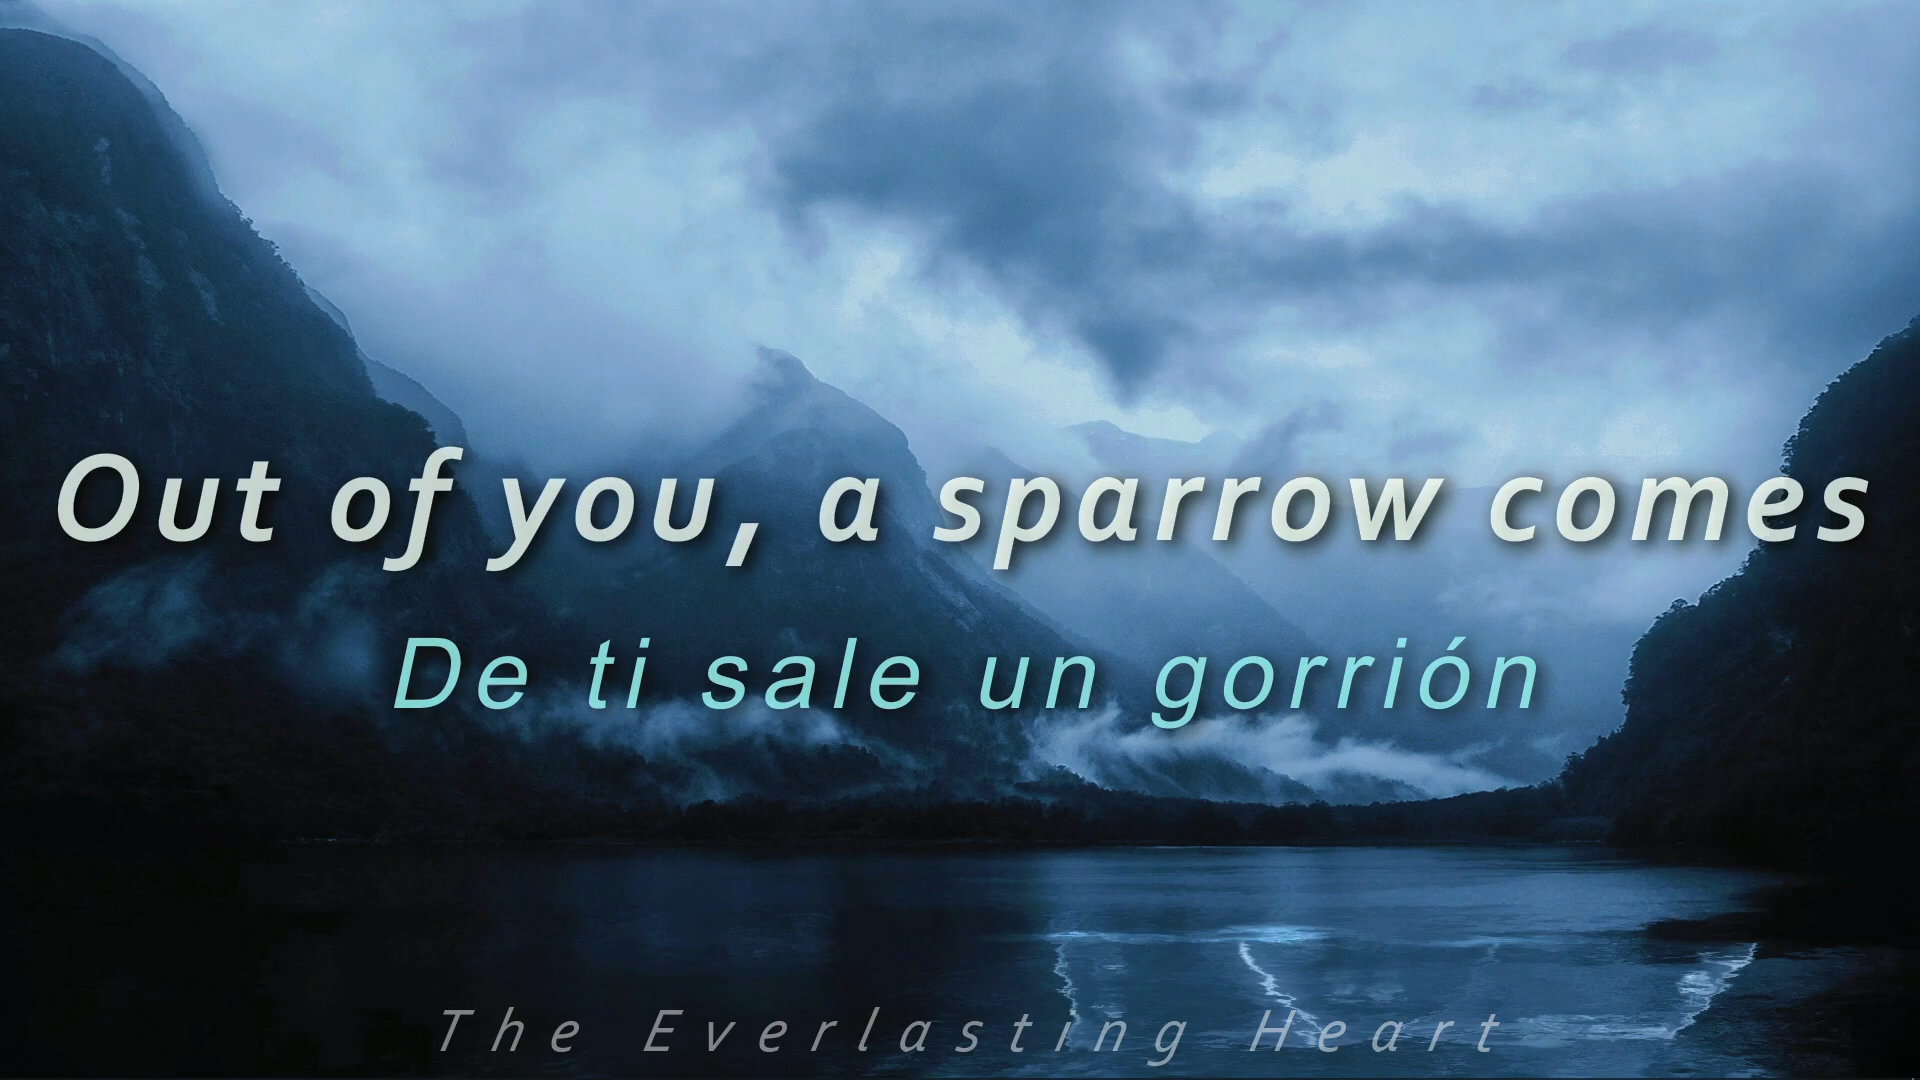 Out of you, a sparrow comes
De ti sale un gorrión
The Everlasting Heart